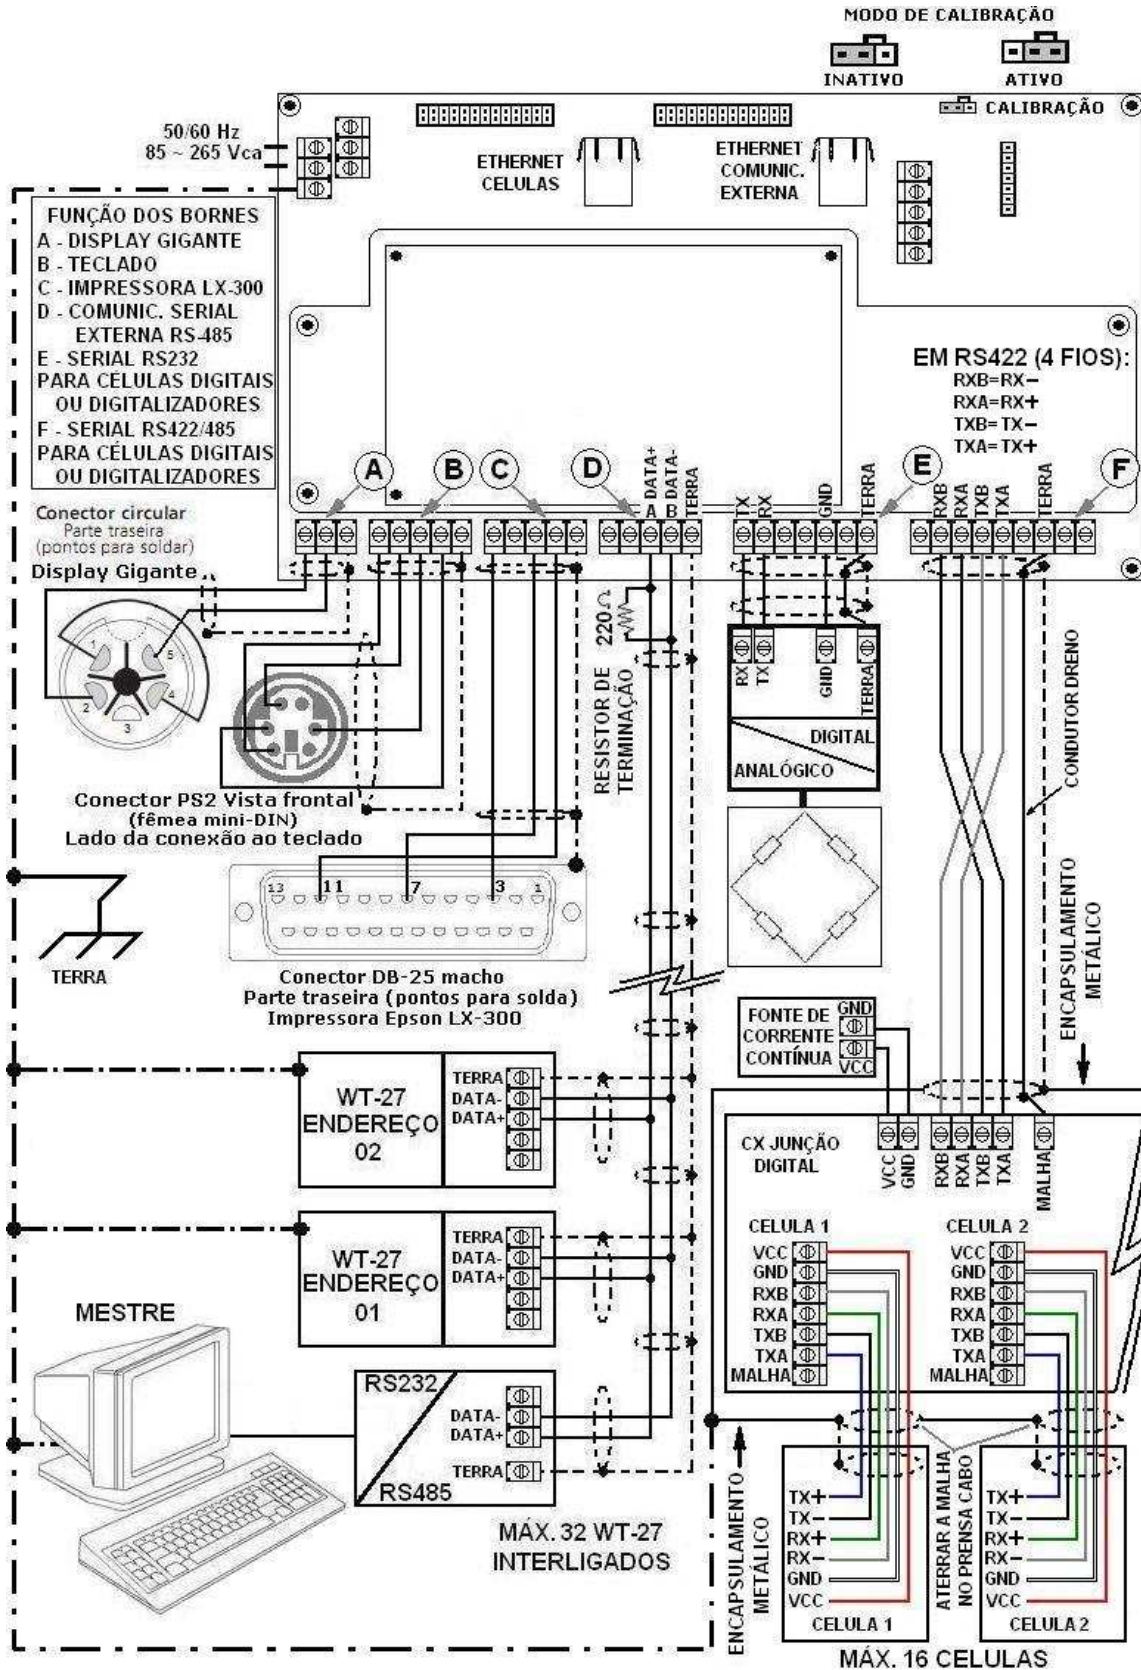 MODO DE CALIBRAÇÃO
INATIVO
ATIVO
CALIBRAÇÃO
50/60 Hz
85 ~ 265 Vca
ETHERNET
CELULAS
ETHERNET
COMUNIC.
EXTERNA
FUNÇÃO DOS BORNES
A - DISPLAY GIGANTE
B - TECLADO
C - IMPRESSORA LX-300
D - COMUNIC. SERIAL
EXTERNA RS-485
E - SERIAL RS232
PARA CÉLULAS DIGITAIS
OU DIGITALIZADORES
F - SERIAL RS422/485
PARA CÉLULAS DIGITAIS
OU DIGITALIZADORES
EM RS422 (4 FIOS):
RXB=RX-
RXA=RX+
TXB=TX-
TXA=TX+
A
B
C
D
E
F
A DATA+
B DATA-
TERRA
TX
RX
GND
TERRA
RXB
RXA
TXB
TXA
TERRA
Conector circular
Parte traseira
(pontos para soldar)
Display Gigante
1
2
3
4
5
220Ω
RESISTOR DE
TERMINAÇÃO
RX
TX
GND
TERRA
DIGITAL
ANALÓGICO
CONDUTOR DRENO
Conector PS2 Vista frontal
(fêmea mini-DIN)
Lado da conexão ao teclado
13
11
7
3
1
Conector DB-25 macho
Parte traseira (pontos para solda)
Impressora Epson LX-300
TERRA
ENCAPSULAMENTO
METÁLICO
FONTE DE
CORRENTE
CONTÍNUA
GND
VCC
WT-27
ENDEREÇO
02
TERRA
DATA-
DATA+
CX JUNÇÃO
DIGITAL
VCC
GND
RXB
RXA
TXB
TXA
MALHA
WT-27
ENDEREÇO
01
TERRA
DATA-
DATA+
CELULA 1
VCC
GND
RXB
RXA
TXB
TXA
MALHA
CELULA 2
VCC
GND
RXB
RXA
TXB
TXA
MALHA
MESTRE
RS232
RS485
DATA-
DATA+
TERRA
MÁX. 32 WT-27
INTERLIGADOS
ENCAPSULAMENTO
METÁLICO
ATERRAR A MALHA
NO PRENSA CABO
TX+
TX-
RX+
RX-
GND
VCC
CELULA 1
TX+
TX-
RX+
RX-
GND
VCC
CELULA 2
MÁX. 16 CELULAS